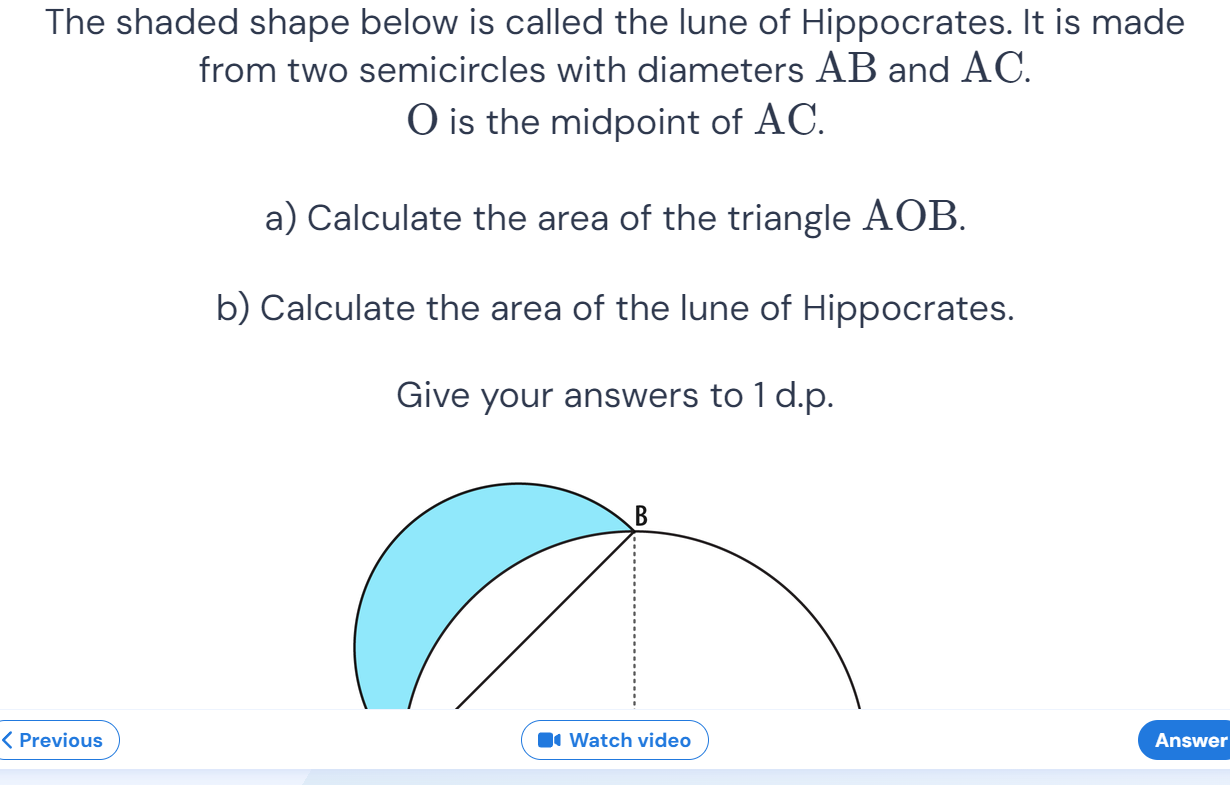 The shaded shape below is called the lune of Hippocrates. It is made
from two semicircles with diameters AB and AC.
O is the midpoint of AC.
a) Calculate the area of the triangle AOB.
b) Calculate the area of the lune of Hippocrates.
Give your answers to 1 d.p.
B
Previous
Watch video
Answer